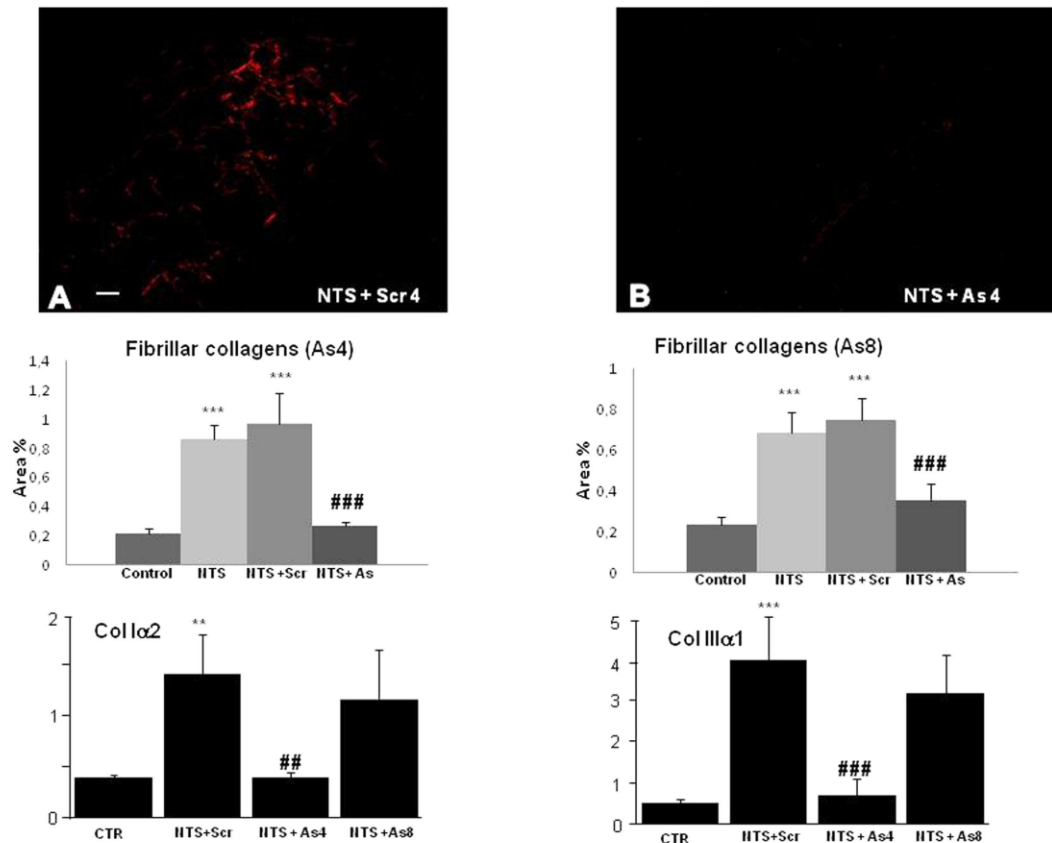 A
NTS + Scr 4
B
NTS + As 4
Fibrillar collagens (As4)
Area %
1,4
1,2
1
0,8
0,6
0,4
0,2
0
***
***
###
Control NTS NTS +Scr NTS+ As
Fibrillar collagens (As8)
Area %
1
0,8
0,6
0,4
0,2
0
***
***
###
Control NTS NTS + Scr NTS + As
Col Iα2
2
1
0
**
##
CTR NTS+Scr NTS + As4 NTS +As8
Col IIIα1
5
4
3
2
1
0
***
###
CTR NTS+Scr NTS + As4 NTS + As8